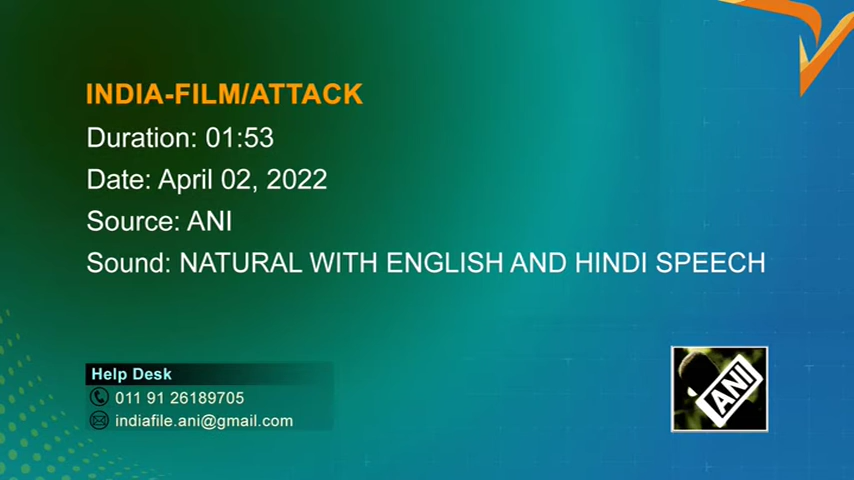 INDIA-FILM/ATTACK
Duration: 01:53
Date: April 02, 2022
Source: ANI
Sound: NATURAL WITH ENGLISH AND HINDI SPEECH
Help Desk
011 91 26189705
indiafile.ani@gmail.com
ANI